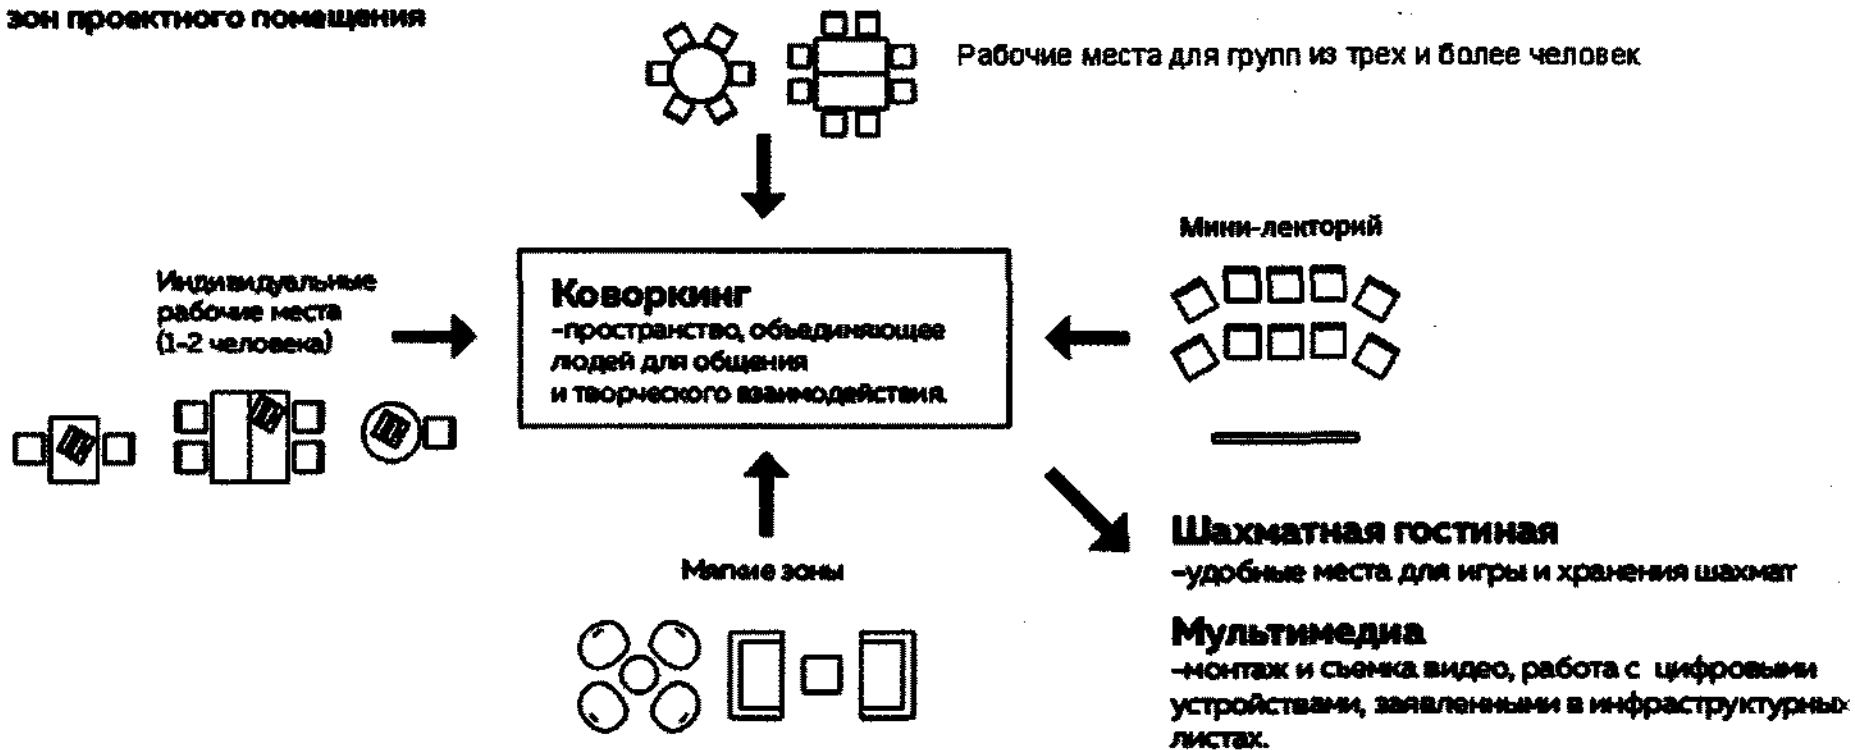 зон проектного помещения
Рабочие места для групп из трех и более человек
Мини-лекторий
Индивидуальные
рабочие места
(1-2 человека)
Коворкинг
-пространство, объединяющее
людей для общения
и творческого взаимодействия.
Мягкие зоны
Шахматная гостиная
-удобные места для игры и хранения шахмат
Мультимедиа
-монтаж и съемка видео, работа с цифровыми
устройствами, заявленными в инфраструктурных
листах.